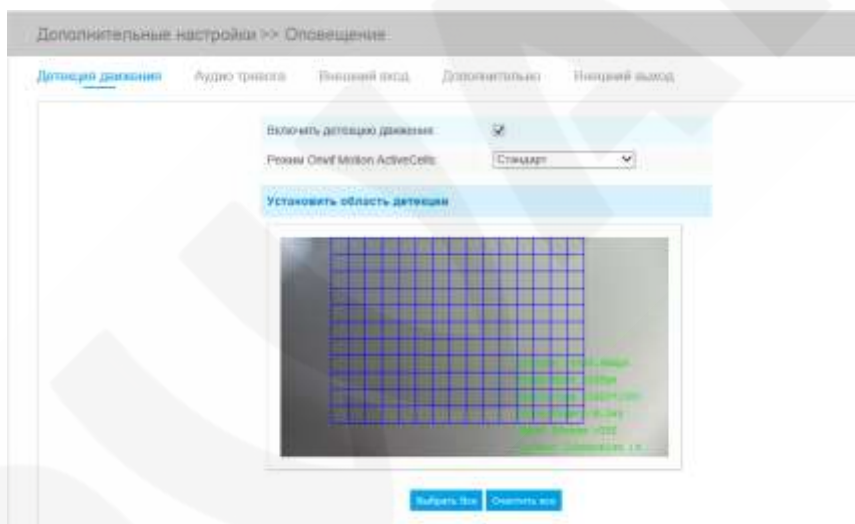 Дополнительные настройки >> Оповещение
Детекция движения Аудио тревога Внешний вход Дополнительно Внешний выход
Включить детекцию движения
Режим Onvif Motion ActiveCells: Стандарт
Установить область детекции
Выбрать Все Очистить все